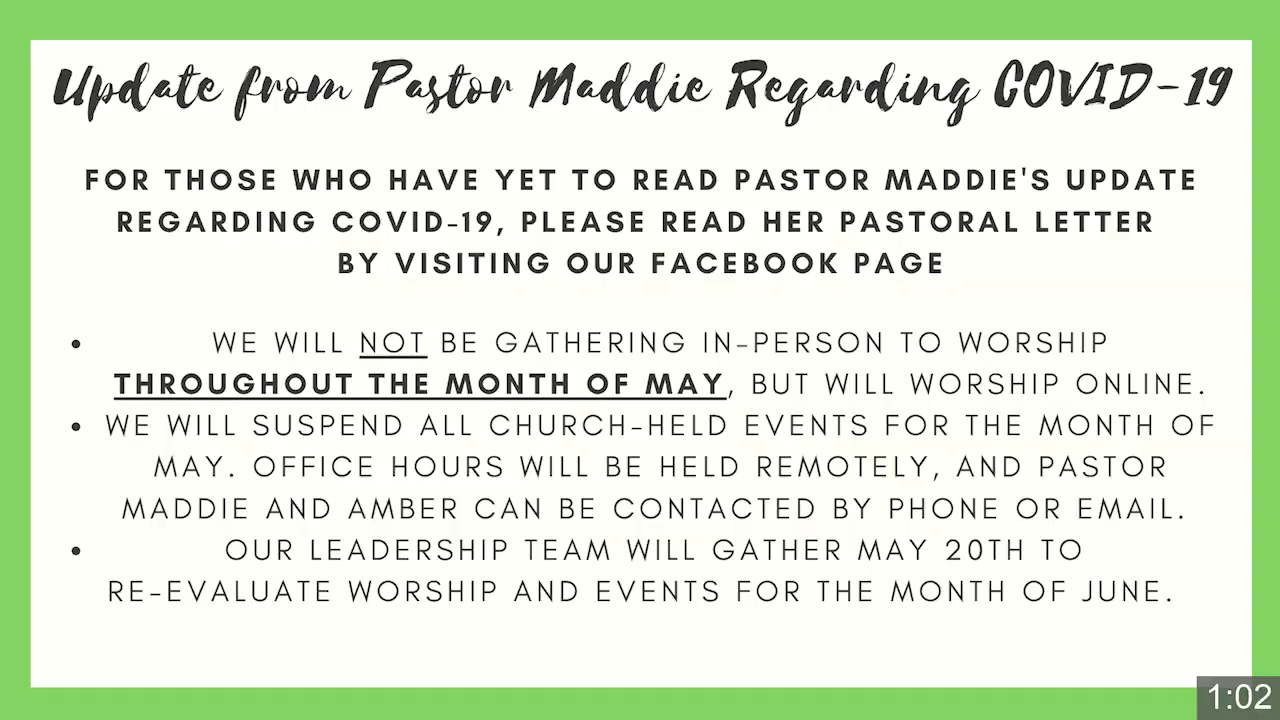 Update from Pastor Maddie Regarding COVID-19
FOR THOSE WHO HAVE YET TO READ PASTOR MADDIE'S UPDATE
REGARDING COVID-19, PLEASE READ HER PASTORAL LETTER
BY VISITING OUR FACEBOOK PAGE
• WE WILL NOT BE GATHERING IN-PERSON TO WORSHIP
THROUGHOUT THE MONTH OF MAY, BUT WILL WORSHIP ONLINE.
• WE WILL SUSPEND ALL CHURCH-HELD EVENTS FOR THE MONTH OF
MAY. OFFICE HOURS WILL BE HELD REMOTELY, AND PASTOR
MADDIE AND AMBER CAN BE CONTACTED BY PHONE OR EMAIL.
• OUR LEADERSHIP TEAM WILL GATHER MAY 20TH TO
RE-EVALUATE WORSHIP AND EVENTS FOR THE MONTH OF JUNE.
1:02